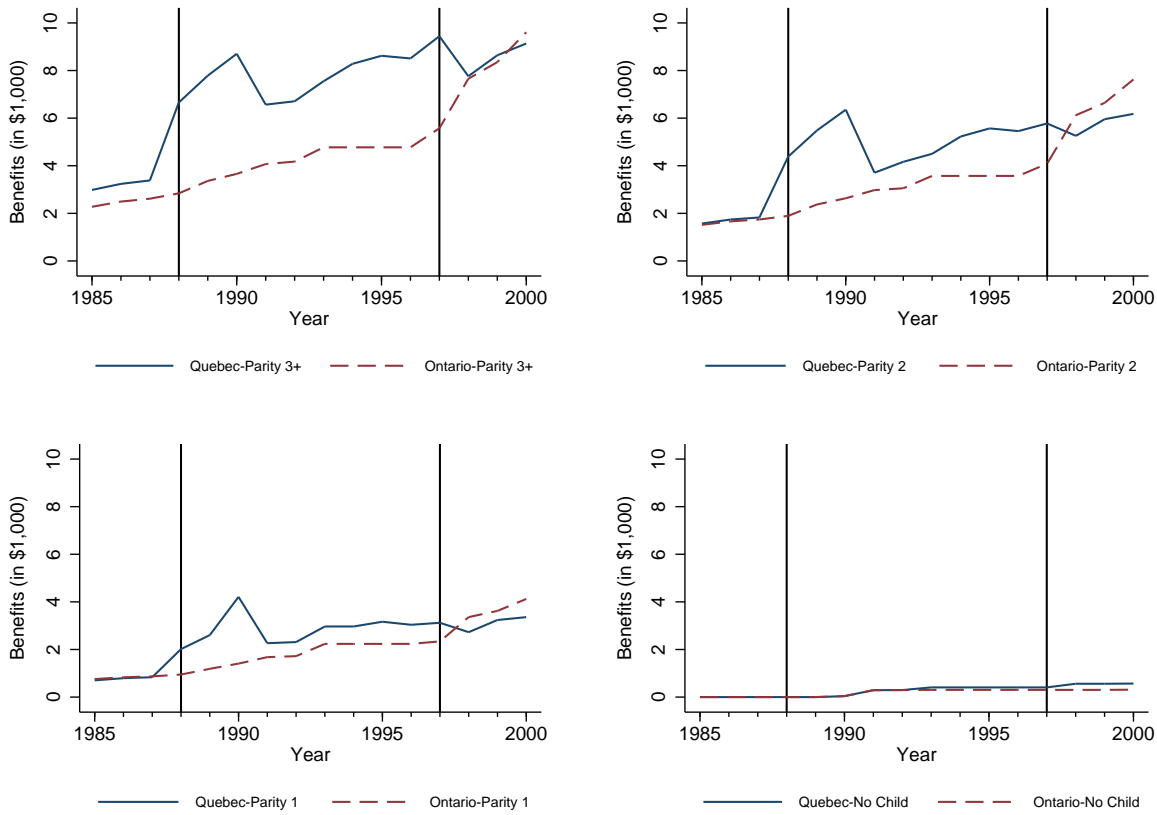 Benefits (in $1,000)
10
8
6
4
2
0
1985 1990 1995 2000
Year
Quebec-Parity 3+ Ontario-Parity 3+
Benefits (in $1,000)
10
8
6
4
2
0
1985 1990 1995 2000
Year
Quebec-Parity 2 Ontario-Parity 2
Benefits (in $1,000)
10
8
6
4
2
0
1985 1990 1995 2000
Year
Quebec-Parity 1 Ontario-Parity 1
Benefits (in $1,000)
10
8
6
4
2
0
1985 1990 1995 2000
Year
Quebec-No Child Ontario-No Child